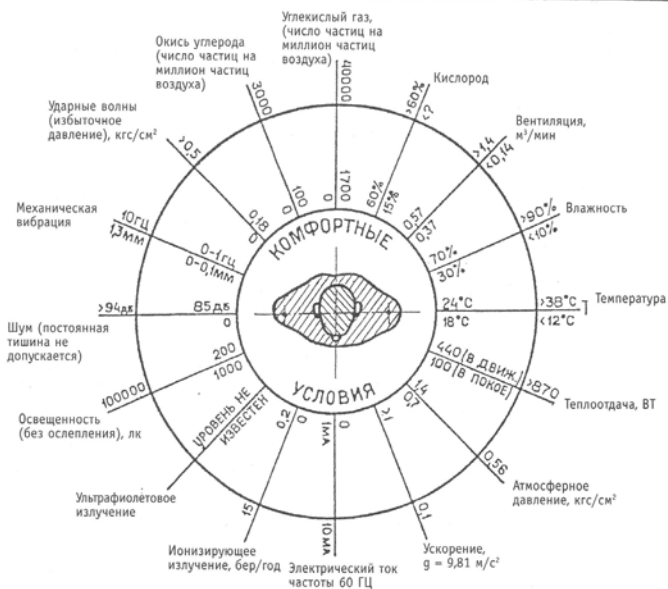 Углекислый газ,
(число частиц на
миллион частиц
воздуха)
40000
1700
0
Окись углерода
(число частиц на
миллион частиц
воздуха)
3000
100
0
Кислород
>60%
<?
60%
15%
Ударные волны
(избыточное
давление), кгс/см²
>0,5
0,18
0
Вентиляция,
м³/мин
>1,4
<0,14
0,57
0,37
Механическая
вибрация
10ГЦ
1,3мм
0-1гц
0-0,1мм
Влажность
>90%
<10%
70%
30%
КОМФОРТНЫЕ
УСЛОВИЯ
>94дб
85дб
0
Шум (постоянная
тишина не
допускается)
24°С
18°С
>38°С
<12°С
Температура
200
1000
100000
Освещенность
(без ослепления), лк
440(В ДВИЖ.)
100(В ПОКОЕ)
>870
Теплоотдача, ВТ
УРОВЕНЬ НЕ
ИЗВЕСТЕН
Ультрафиолетовое
излучение
1,4
0,7
0,56
Атмосферное
давление, кгс/см²
0,2
0
15
Ионизирующее
излучение, бер/год
1МА
0
10МА
Электрический ток
частоты 60 ГЦ
>1
0,1
Ускорение,
g = 9,81 м/с²